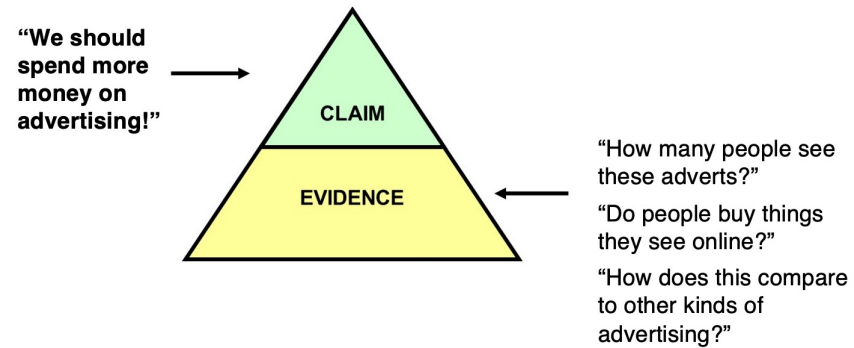 “We should
spend more
money on
advertising!”
CLAIM
EVIDENCE
“How many people see
these adverts?”
“Do people buy things
they see online?”
“How does this compare
to other kinds of
advertising?”